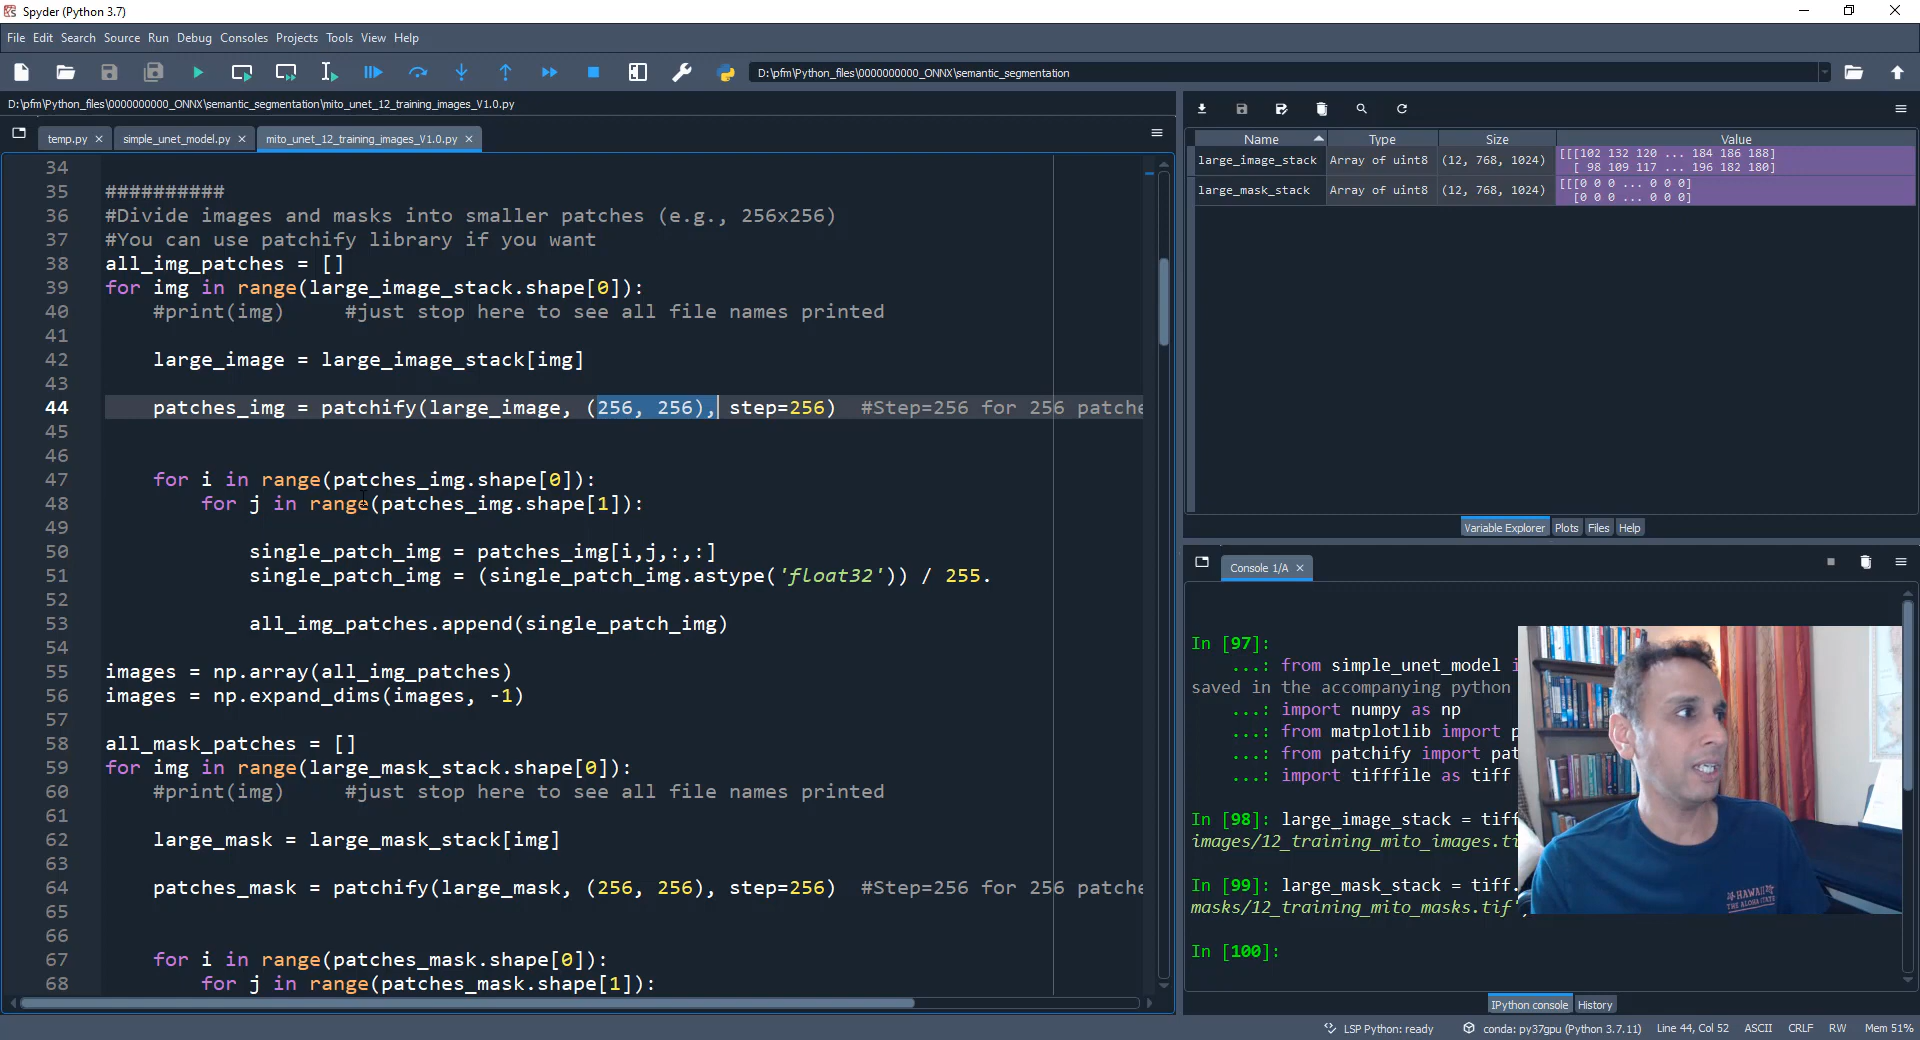 Spyder (Python 3.7)
File Edit Search Source Run Debug Consoles Projects Tools View Help
D:\pfm\Python_files\0000000000_ONNX\semantic_segmentation
D:\pfm\Python_files\0000000000_ONNX\semantic_segmentation\mito_unet_12_training_images_V1.0.py
temp.py simple_unet_model.py mito_unet_12_training_images_V1.0.py
34
35 ##########
36 #Divide images and masks into smaller patches (e.g., 256x256)
37 #You can use patchify library if you want
38 all_img_patches = []
39 for img in range(large_image_stack.shape[0]):
40 #print(img) #just stop here to see all file names printed
41
42 large_image = large_image_stack[img]
43
44 patches_img = patchify(large_image, (256, 256), step=256) #Step=256 for 256 patche
45
46
47 for i in range(patches_img.shape[0]):
48 for j in range(patches_img.shape[1]):
49
50 single_patch_img = patches_img[i,j,:,:]
51 single_patch_img = (single_patch_img.astype('float32')) / 255.
52
53 all_img_patches.append(single_patch_img)
54
55 images = np.array(all_img_patches)
56 images = np.expand_dims(images, -1)
57
58 all_mask_patches = []
59 for img in range(large_mask_stack.shape[0]):
60 #print(img) #just stop here to see all file names printed
61
62 large_mask = large_mask_stack[img]
63
64 patches_mask = patchify(large_mask, (256, 256), step=256) #Step=256 for 256 patche
65
66
67 for i in range(patches_mask.shape[0]):
68 for j in range(patches_mask.shape[1]):
Name Type Size Value
large_image_stack Array of uint8 (12, 768, 1024) [[[102 132 120 ... 184 186 188]
[ 98 109 117 ... 196 182 180]
large_mask_stack Array of uint8 (12, 768, 1024) [[[0 0 0 ... 0 0 0]
[0 0 0 ... 0 0 0]
Variable Explorer Plots Files Help
Console 1/A
In [97]:
...: from simple_unet_model i
saved in the accompanying python
...: import numpy as np
...: from matplotlib import p
...: from patchify import pat
...: import tifffile as tiff
In [98]: large_image_stack = tiff
images/12_training_mito_images.ti
In [99]: large_mask_stack = tiff.
masks/12_training_mito_masks.tif'
In [100]:
HAWAII
THE ALOHA STATE
IPython console History
LSP Python: ready conda: py37gpu (Python 3.7.11) Line 44, Col 52 ASCII CRLF RW Mem 51%